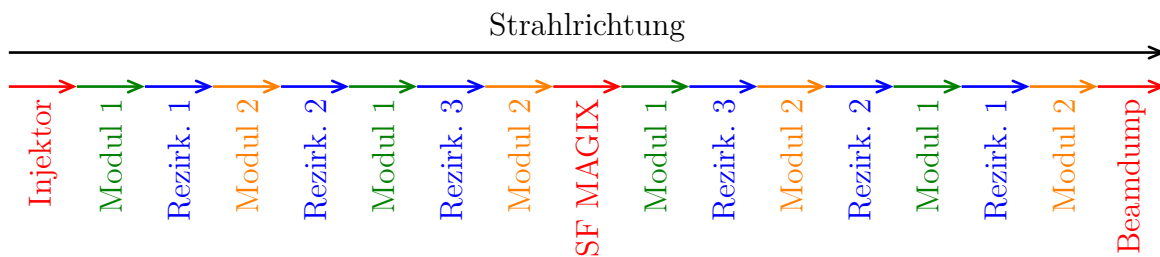 Strahlrichtung
Injektor
Modul 1
Rezirk. 1
Modul 2
Rezirk. 2
Modul 1
Rezirk. 3
Modul 2
SF MAGIX
Modul 1
Rezirk. 3
Modul 2
Rezirk. 2
Modul 1
Rezirk. 1
Modul 2
Beamdump